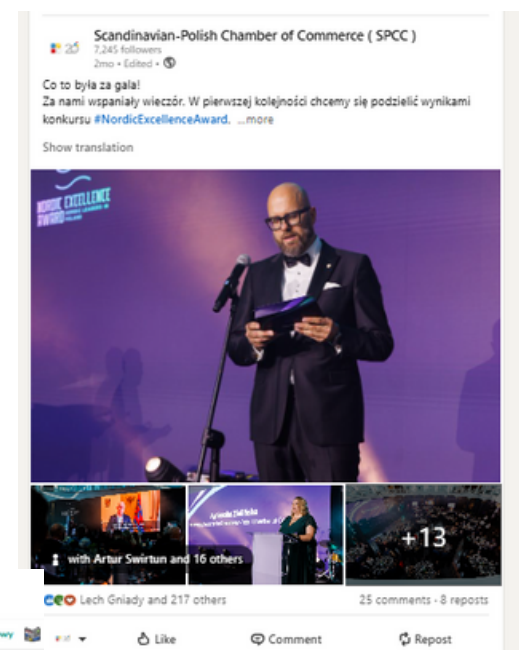 Scandinavian-Polish Chamber of Commerce ( SPCC )
7,245 followers
2mo • Edited •
Co to była za gala!
Za nami wspaniały wieczór. W pierwszej kolejności chcemy się podzielić wynikami
konkursu #NordicExcellenceAward. ...more
Show translation
NORDIC EXCELLENCE
AWARD
+13
with Artur Swirtun and 16 others
Lech Gniady and 217 others
25 comments · 8 reposts
Like
Comment
Repost